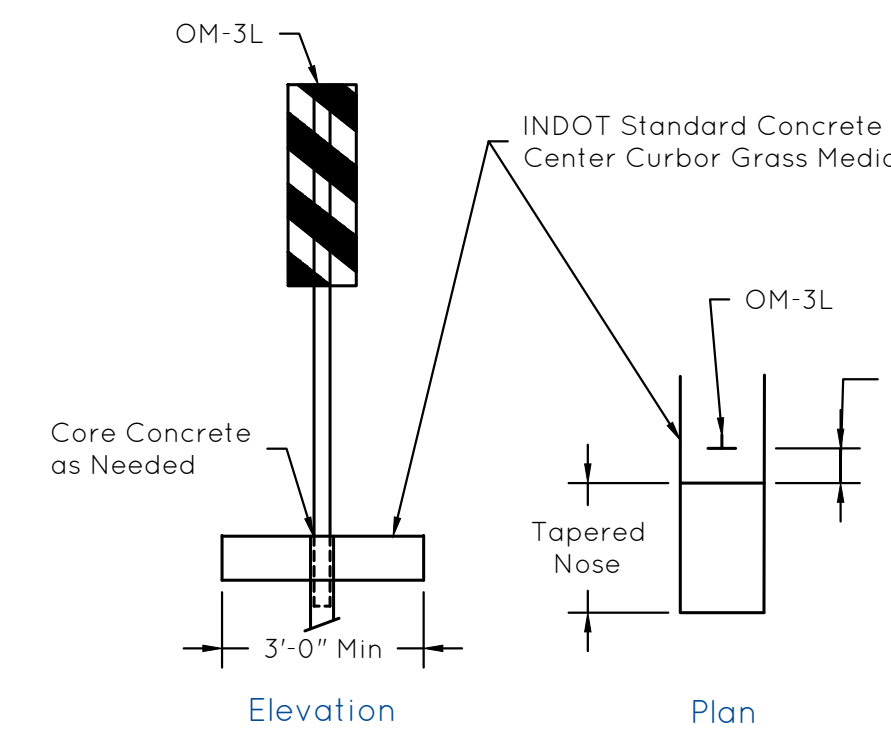 OM-3L
INDOT Standard Concrete
Center Curbor Grass
OM-3L
Core Concrete
as Needed
Tapered
Nose
3'-0" Min
Elevation
Plan